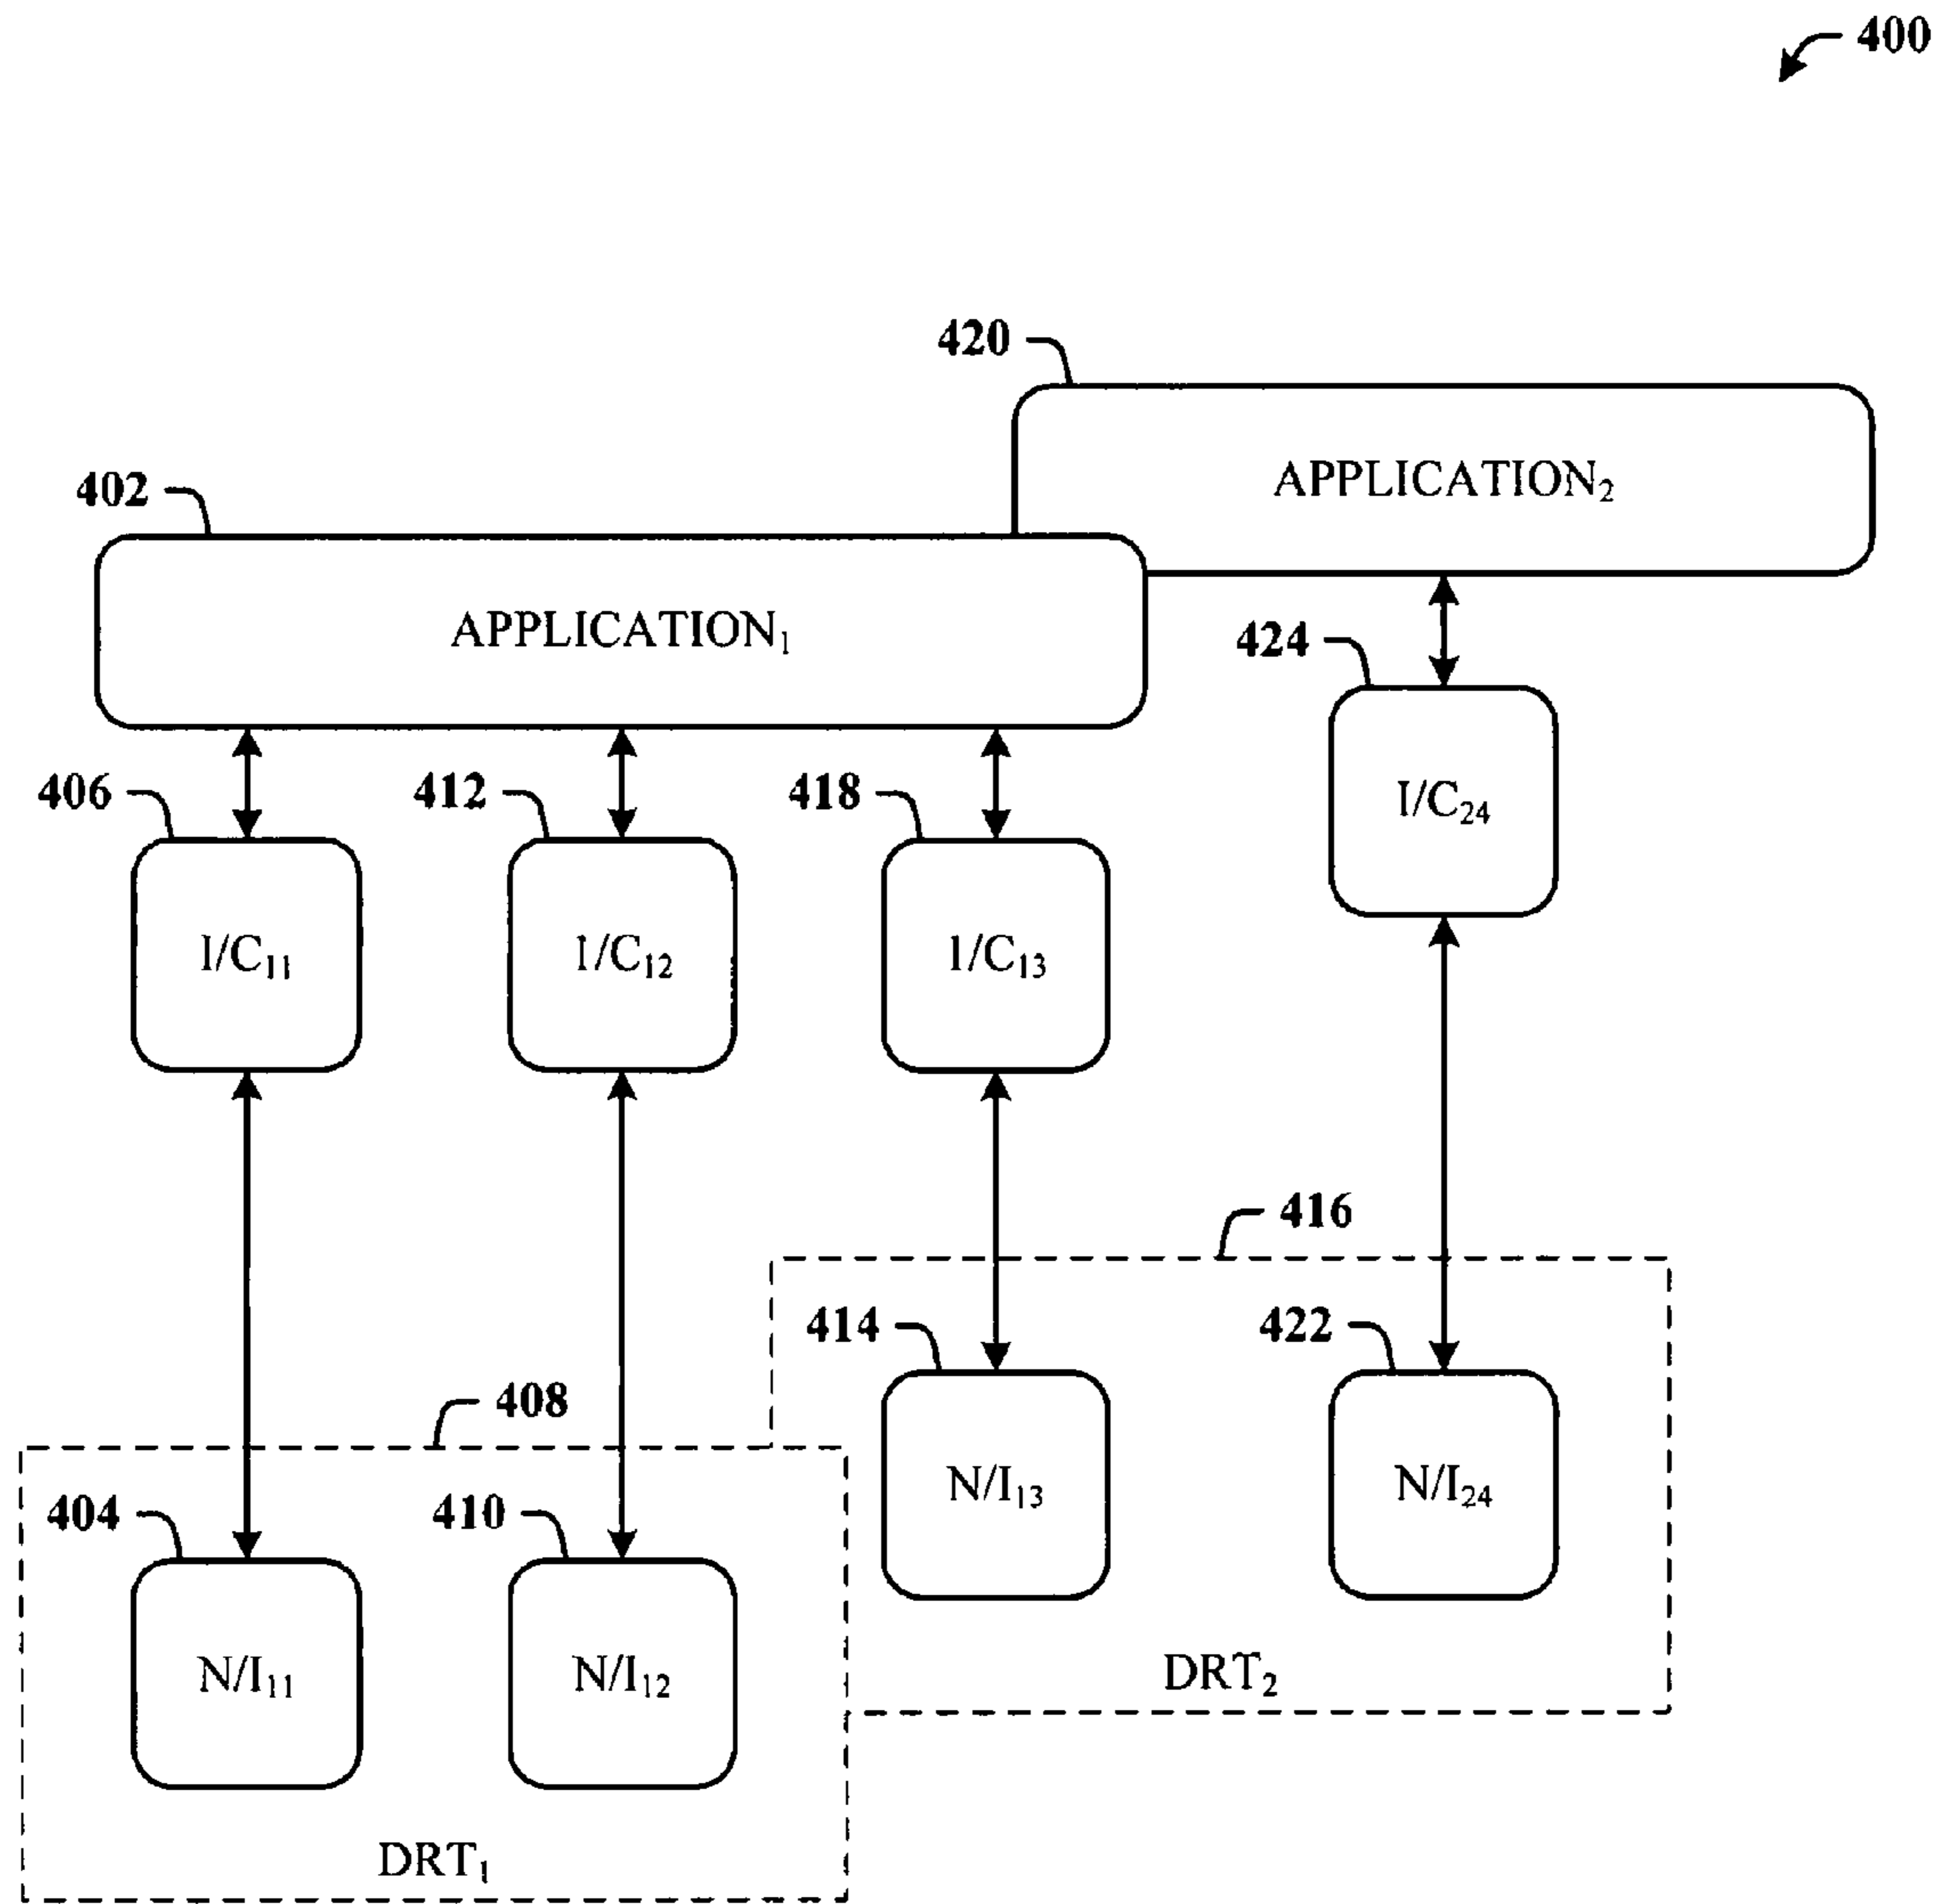 400
420
APPLICATION₂
402
APPLICATION₁
424
I/C₂₄
406
412
418
I/C₁₁
I/C₁₂
I/C₁₃
416
414
422
408
N/I₁₃
N/I₂₄
404
410
N/I₁₁
N/I₁₂
DRT₂
DRT₁